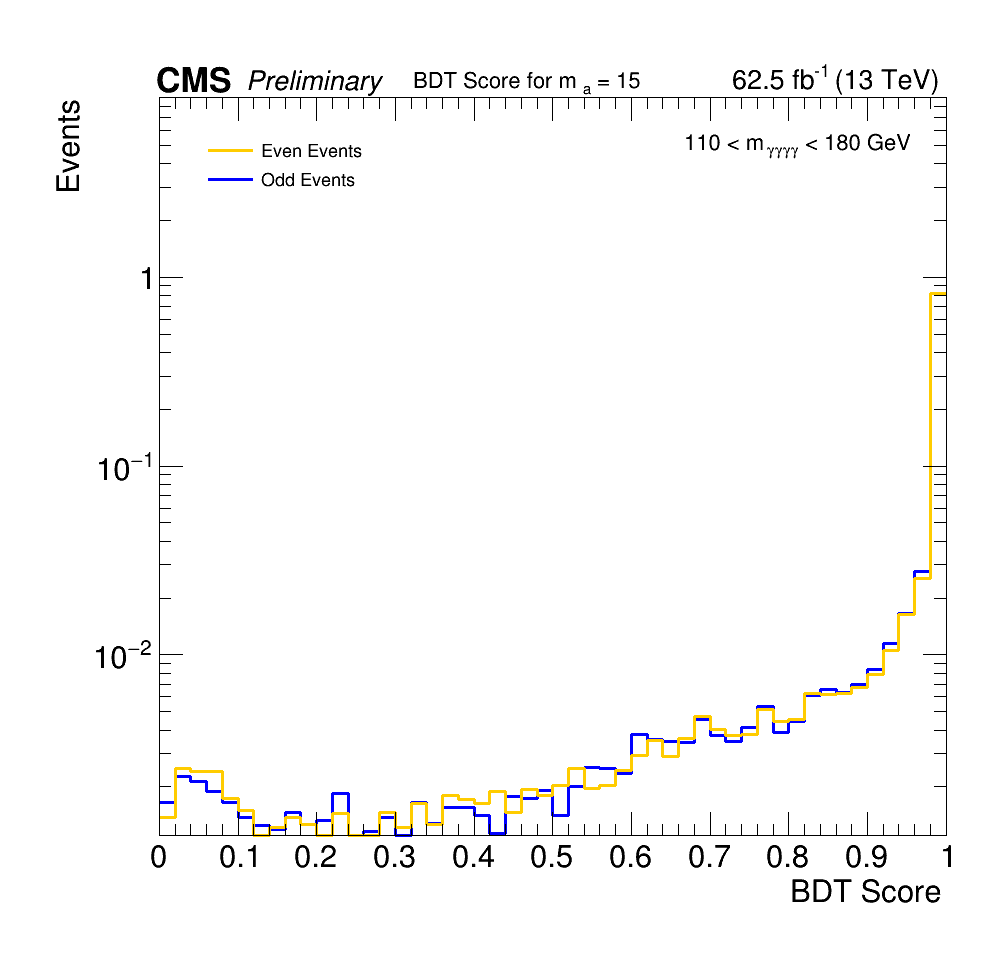 CMS Preliminary BDT Score for m a = 15 62.5 fb-1 (13 TeV)
Events
110 < m γγγγ < 180 GeV
Even Events
Odd Events
1
10−1
10−2
0 0.1 0.2 0.3 0.4 0.5 0.6 0.7 0.8 0.9 1
BDT Score